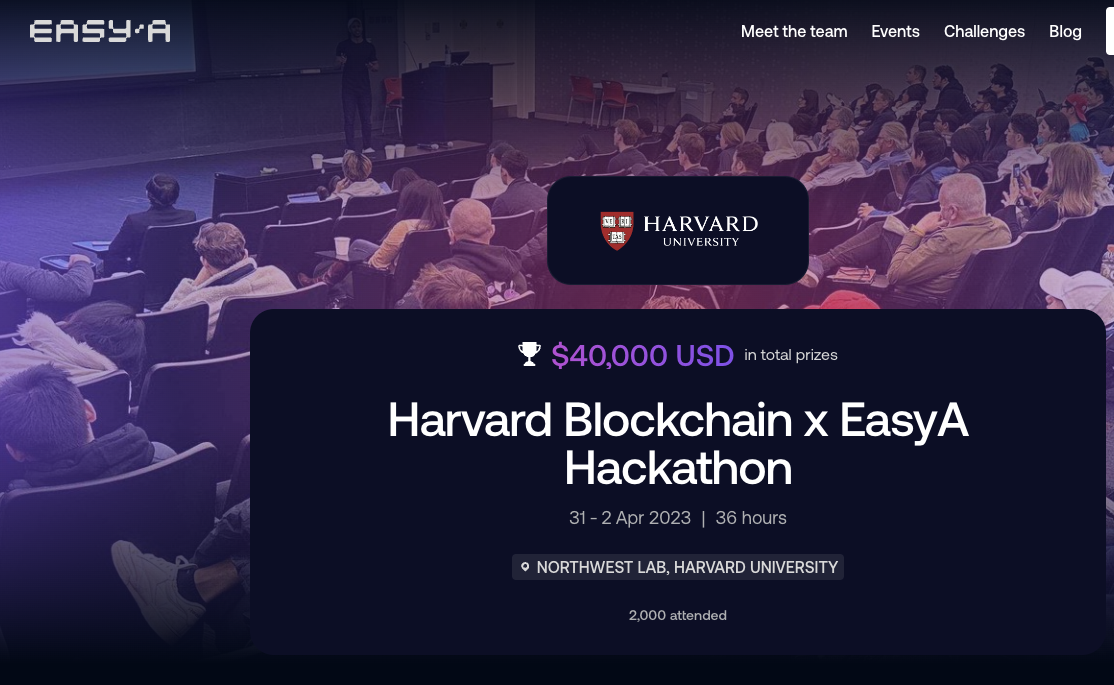 EASY·A
Meet the team Events Challenges Blog
HARVARD
UNIVERSITY
$40,000 USD in total prizes
Harvard Blockchain x EasyA
Hackathon
31 - 2 Apr 2023 | 36 hours
NORTHWEST LAB, HARVARD UNIVERSITY
2,000 attended